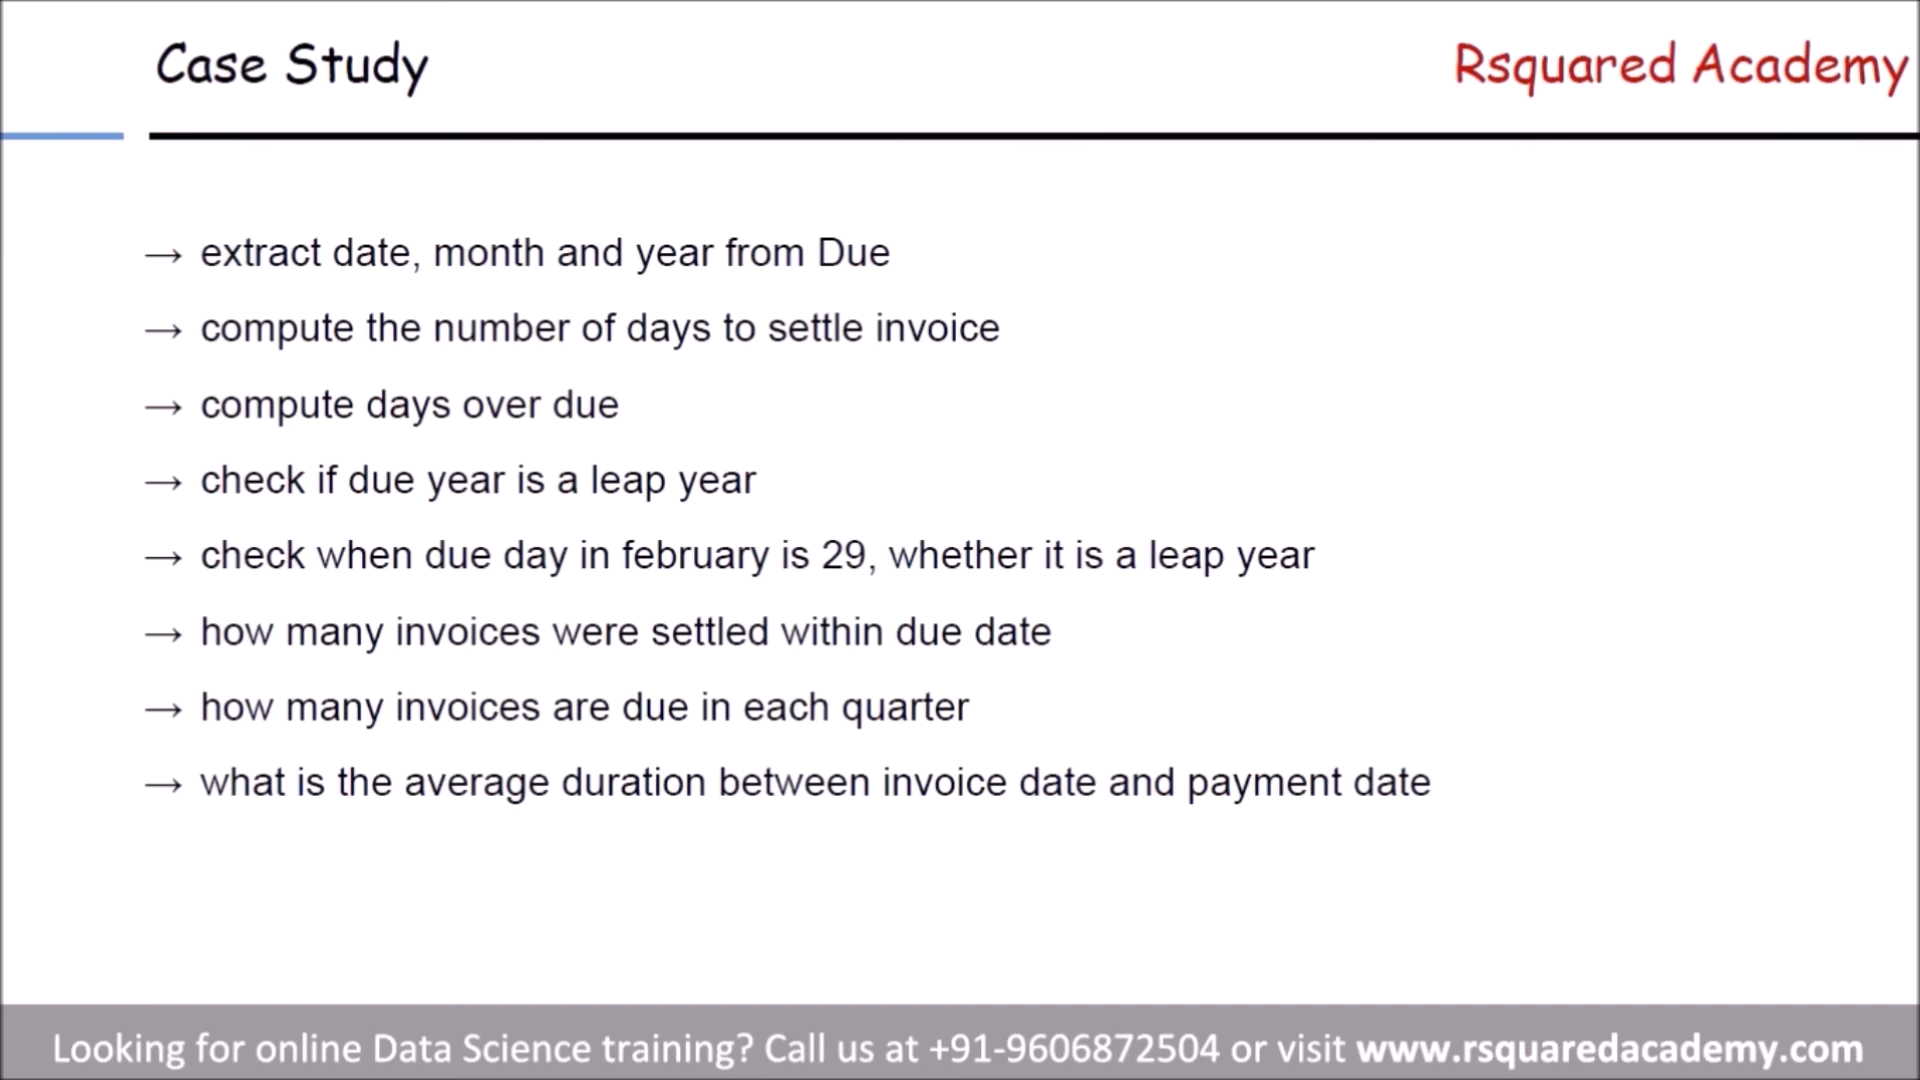 Case Study
Rsquared Academy
→ extract date, month and year from Due
→ compute the number of days to settle invoice
→ compute days over due
→ check if due year is a leap year
→ check when due day in february is 29, whether it is a leap year
→ how many invoices were settled within due date
→ how many invoices are due in each quarter
→ what is the average duration between invoice date and payment date
Looking for online Data Science training? Call us at +91-9606872504 or visit www.rsquaredacademy.com